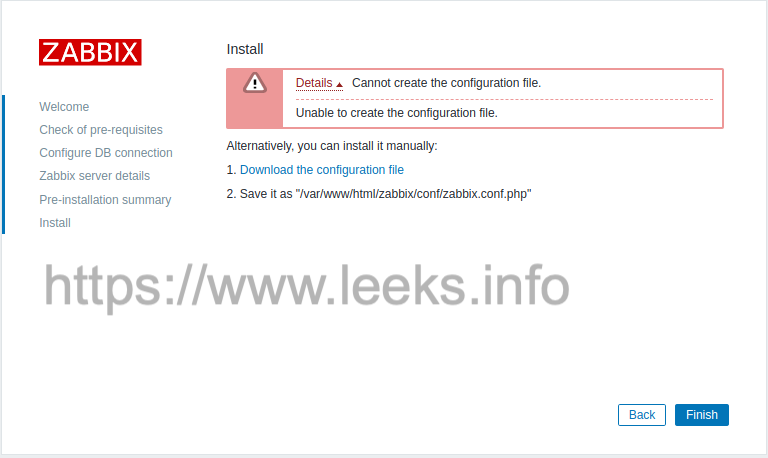 ZABBIX
Welcome
Check of pre-requisites
Configure DB connection
Zabbix server details
Pre-installation summary
Install
Install
Details Cannot create the configuration file.
Unable to create the configuration file.
Alternatively, you can install it manually:
1. Download the configuration file
2. Save it as "/var/www/html/zabbix/conf/zabbix.conf.php"
https://www.leeks.info
Back Finish